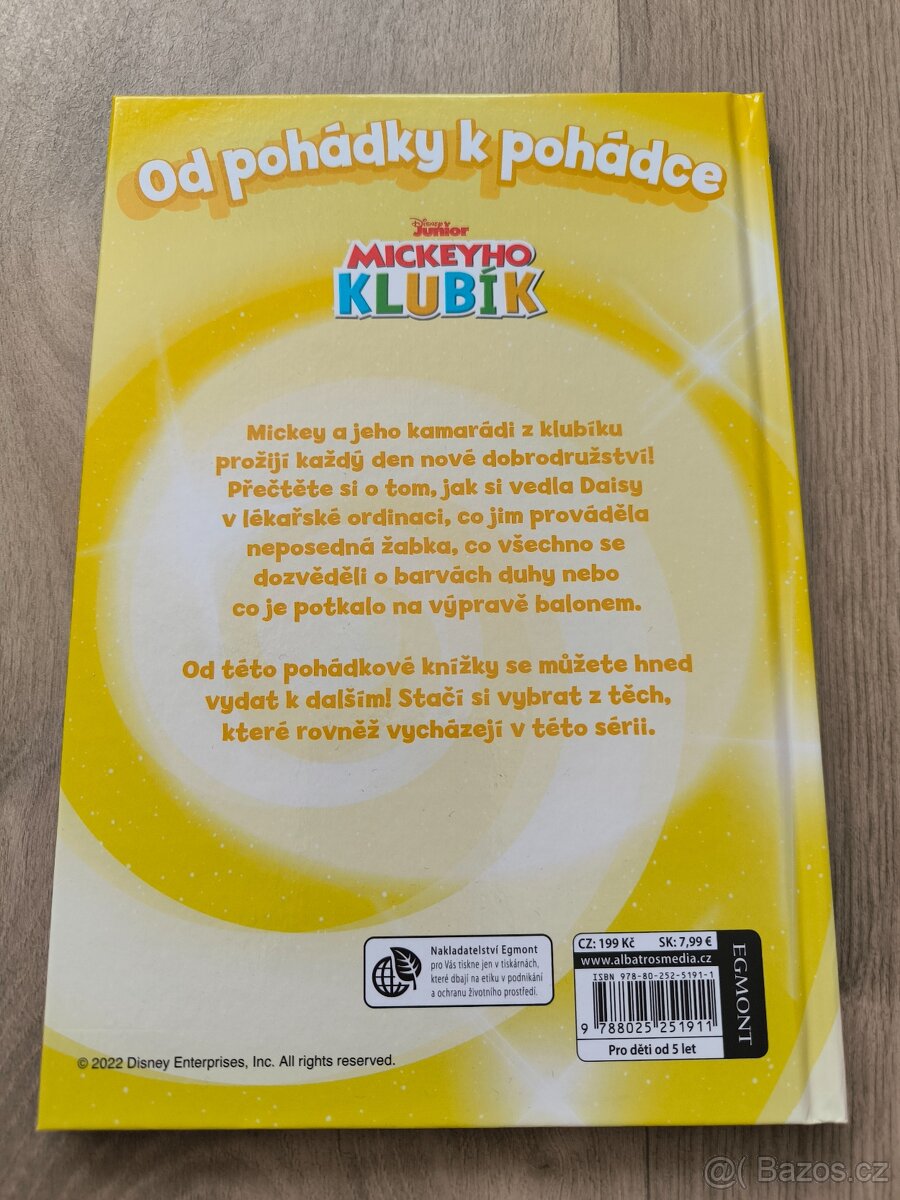 Od pohádky k pohádce
Disney
Junior
MICKEYHO
KLUBÍK
Mickey a jeho kamarádi z klubíku
prožijí každý den nové dobrodružství!
Přečtěte si o tom, jak si vedla Daisy
v lékařské ordinaci, co jim prováděla
neposedná žabka, co všechno se
dozvěděli o barvách duhy nebo
co je potkalo na výpravě balonem.
Od této pohádkové knížky se můžete hned
vydat k dalším! Stačí si vybrat z těch,
které rovněž vycházejí v této sérii.
Nakladatelství Egmont
pro Vás tiskne jen v tiskárnách,
které dbají na etiku v podnikání
a ochranu životního prostředí.
CZ: 199 Kč SK: 7,99 €
www.albatrosmedia.cz
ISBN 978-80-252-5191-1
9 788025 251911
Pro děti od 5 let
EGMONT
© 2022 Disney Enterprises, Inc. All rights reserved.
@( Bazos.cz